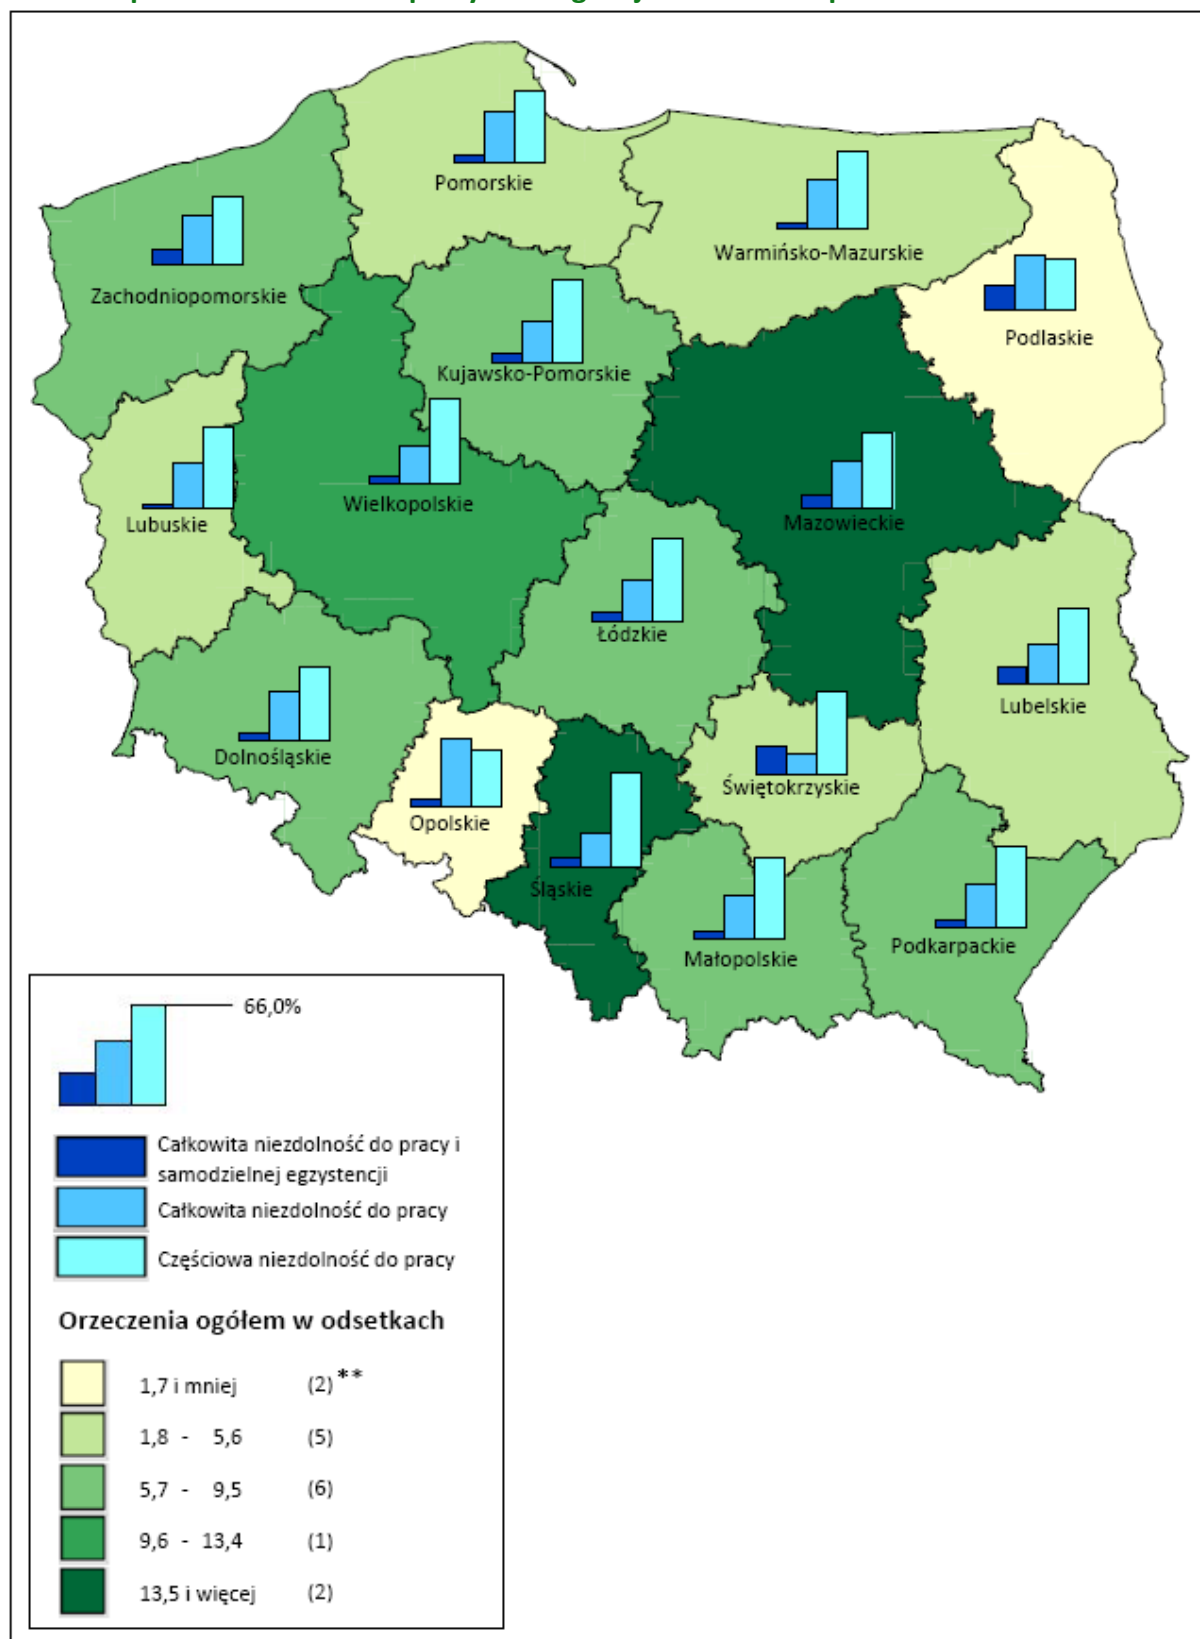 Pomorskie
Warmińsko-Mazurskie
Zachodniopomorskie
Podlaskie
Kujawsko-Pomorskie
Wielkopolskie
Mazowieckie
Lubuskie
Łódzkie
Lubelskie
Dolnośląskie
Świętokrzyskie
Opolskie
Śląskie
Podkarpackie
Małopolskie
66,0%
Całkowita niezdolność do pracy i
samodzielnej egzystencji
Całkowita niezdolność do pracy
Częściowa niezdolność do pracy
Orzeczenia ogółem w odsetkach
1,7 i mniej (2)**
1,8 - 5,6 (5)
5,7 - 9,5 (6)
9,6 - 13,4 (1)
13,5 i więcej (2)